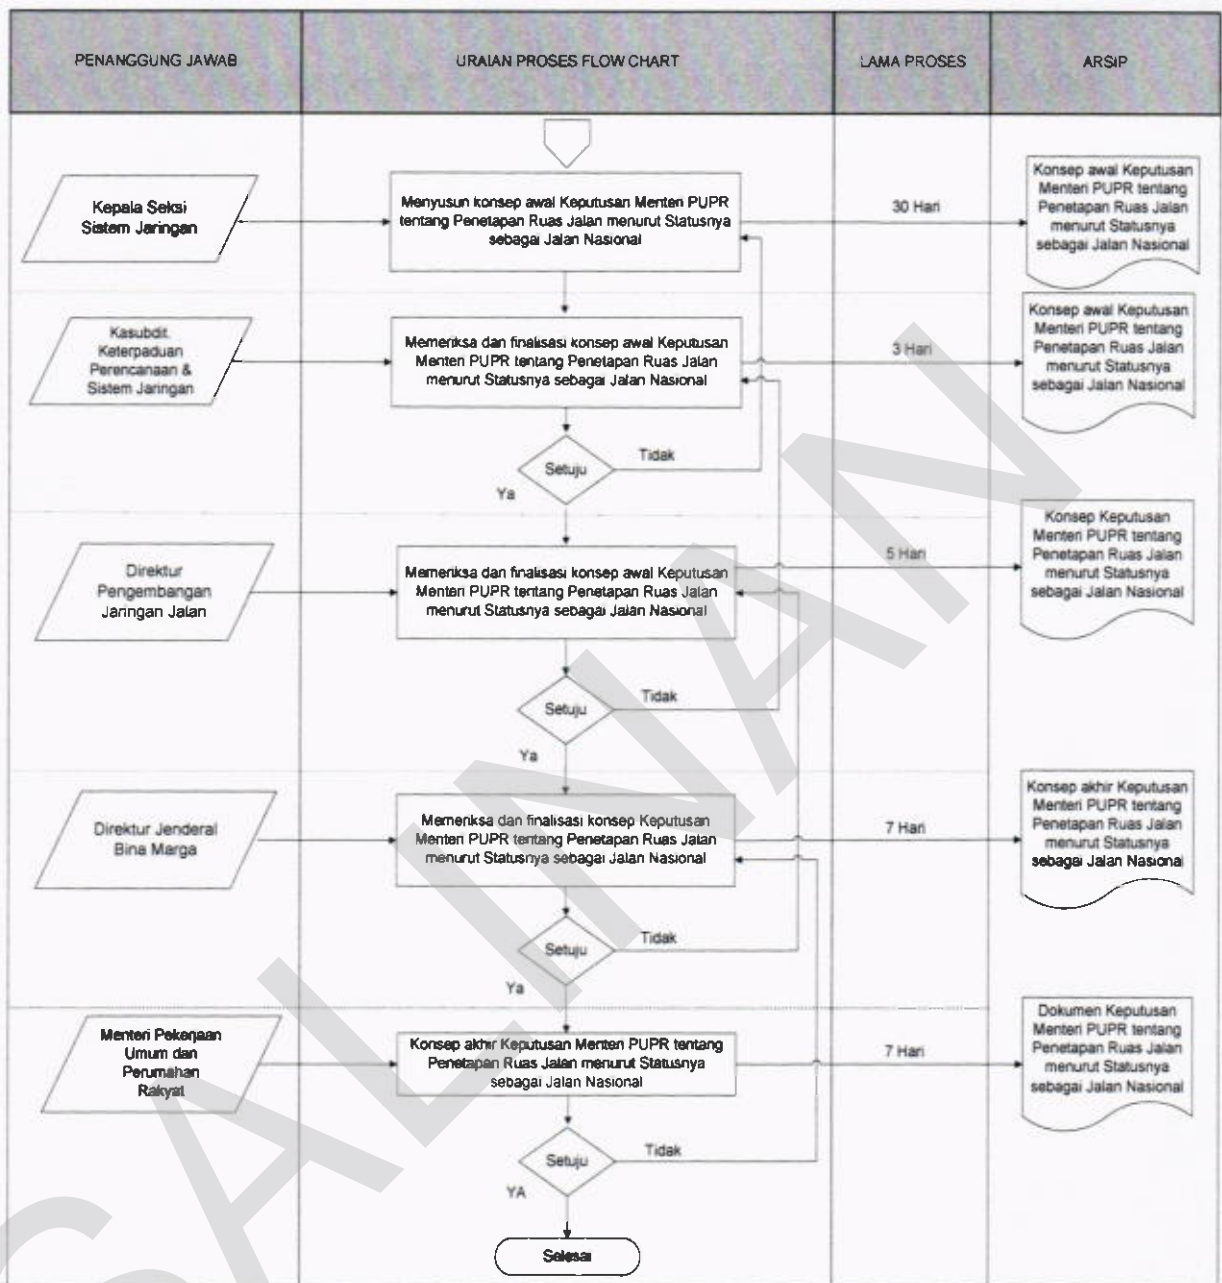 PENANGGUNG JAWAB
URAIAN PROSES FLOW CHART
LAMA PROSES
ARSIP
Kepala Seksi
Sistem Jaringan
Menyusun konsep awal Keputusan Menteri PUPR
tentang Penetapan Ruas Jalan menurut Statusnya
sebagai Jalan Nasional
30 Hari
Konsep awal Keputusan
Menteri PUPR tentang
Penetapan Ruas Jalan
menurut Statusnya
sebagai Jalan Nasional
Kasubdit.
Keterpaduan
Perencanaan &
Sistem Jaringan
Memeriksa dan finalisasi konsep awal Keputusan
Menteri PUPR tentang Penetapan Ruas Jalan
menurut Statusnya sebagai Jalan Nasional
3 Hari
Konsep awal Keputusan
Menteri PUPR tentang
Penetapan Ruas Jalan
menurut Statusnya
sebagai Jalan Nasional
Setuju
Tidak
Ya
Direktur
Pengembangan
Jaringan Jalan
Memeriksa dan finalisasi konsep awal Keputusan
Menteri PUPR tentang Penetapan Ruas Jalan
menurut Statusnya sebagai Jalan Nasional
5 Hari
Konsep Keputusan
Menteri PUPR tentang
Penetapan Ruas Jalan
menurut Statusnya
sebagai Jalan Nasional
Setuju
Tidak
Ya
Direktur Jenderal
Bina Marga
Memeriksa dan finalisasi konsep Keputusan
Menteri PUPR tentang Penetapan Ruas Jalan
menurut Statusnya sebagai Jalan Nasional
7 Hari
Konsep akhir Keputusan
Menteri PUPR tentang
Penetapan Ruas Jalan
menurut Statusnya
sebagai Jalan Nasional
Setuju
Tidak
Ya
Menteri Pekerjaan
Umum dan
Perumahan
Rakyat
Konsep akhir Keputusan Menteri PUPR tentang
Penetapan Ruas Jalan menurut Statusnya
sebagai Jalan Nasional
7 Hari
Dokumen Keputusan
Menteri PUPR tentang
Penetapan Ruas Jalan
menurut Statusnya
sebagai Jalan Nasional
Setuju
Tidak
YA
Selesai
SALINAN